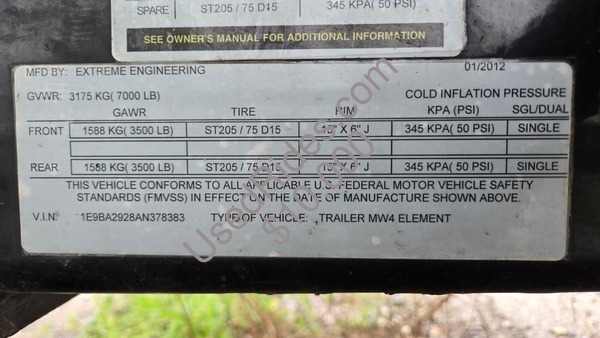 SPARE ST205 / 75 D15 345 KPA (50 PSI)
SEE OWNER'S MANUAL FOR ADDITIONAL INFORMATION
MFD BY: EXTREME ENGINEERING 01/2012
GVWR: 3175 KG( 7000 LB) COLD INFLATION PRESSURE
GAWR TIRE RIM KPA (PSI) SGL/DUAL
FRONT 1588 KG( 3500 LB) ST205 / 75 D15 15" X 6" J 345 KPA( 50 PSI) SINGLE
REAR 1588 KG( 3500 LB) ST205 / 75 D15 15" X 6" J 345 KPA( 50 PSI) SINGLE
THIS VEHICLE CONFORMS TO ALL APPLICABLE U.S. FEDERAL MOTOR VEHICLE SAFETY
STANDARDS (FMVSS) IN EFFECT ON THE DATE OF MANUFACTURE SHOWN ABOVE.
V.I.N: 1E9BA2928AN378383 TYPE OF VEHICLE: ,TRAILER MW4 ELEMENT